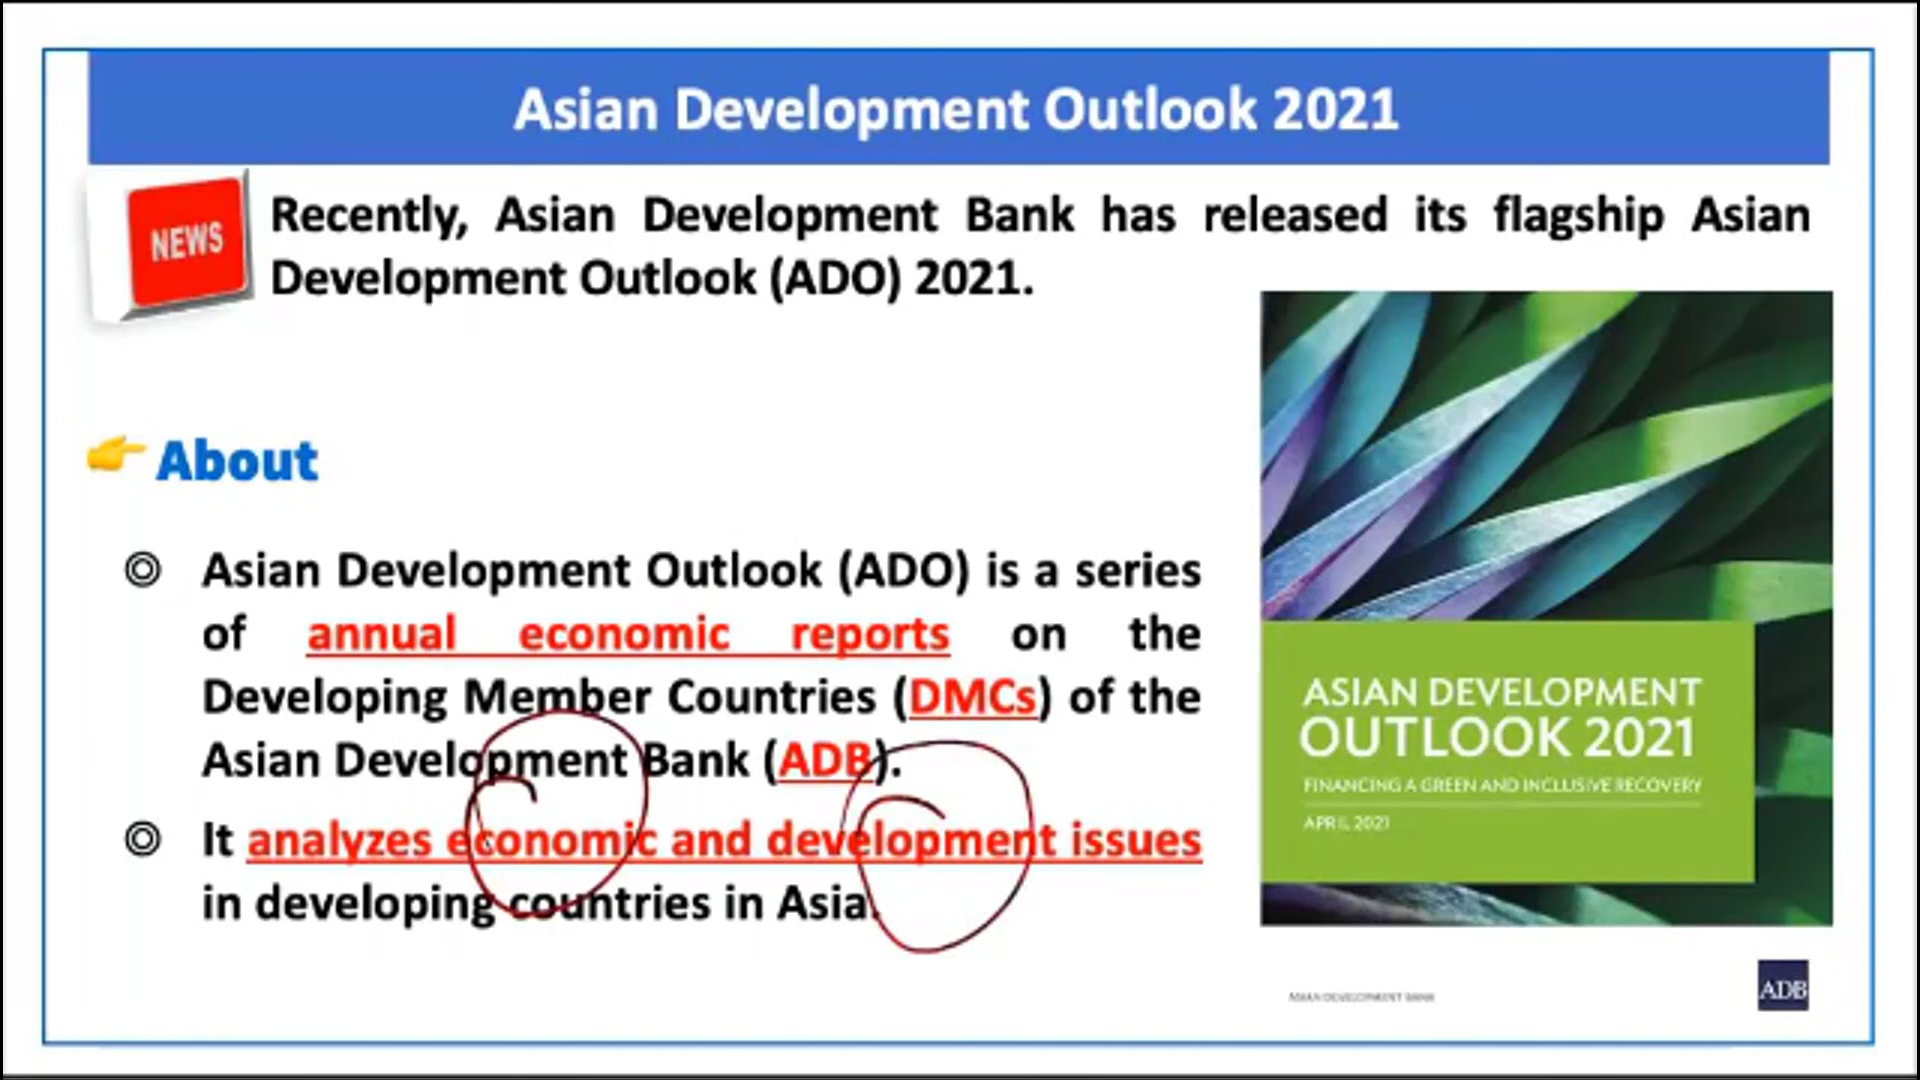 Asian Development Outlook 2021
NEWS
Recently, Asian Development Bank has released its flagship Asian
Development Outlook (ADO) 2021.
About
Asian Development Outlook (ADO) is a series
of annual economic reports on the
Developing Member Countries (DMCs) of the
Asian Development Bank (ADB).
It analyzes economic and development issues
in developing countries in Asia.
ASIAN DEVELOPMENT
OUTLOOK 2021
FINANCING A GREEN AND INCLUSIVE RECOVERY
APRIL 2021
ASIAN DEVELOPMENT BANK
ADB